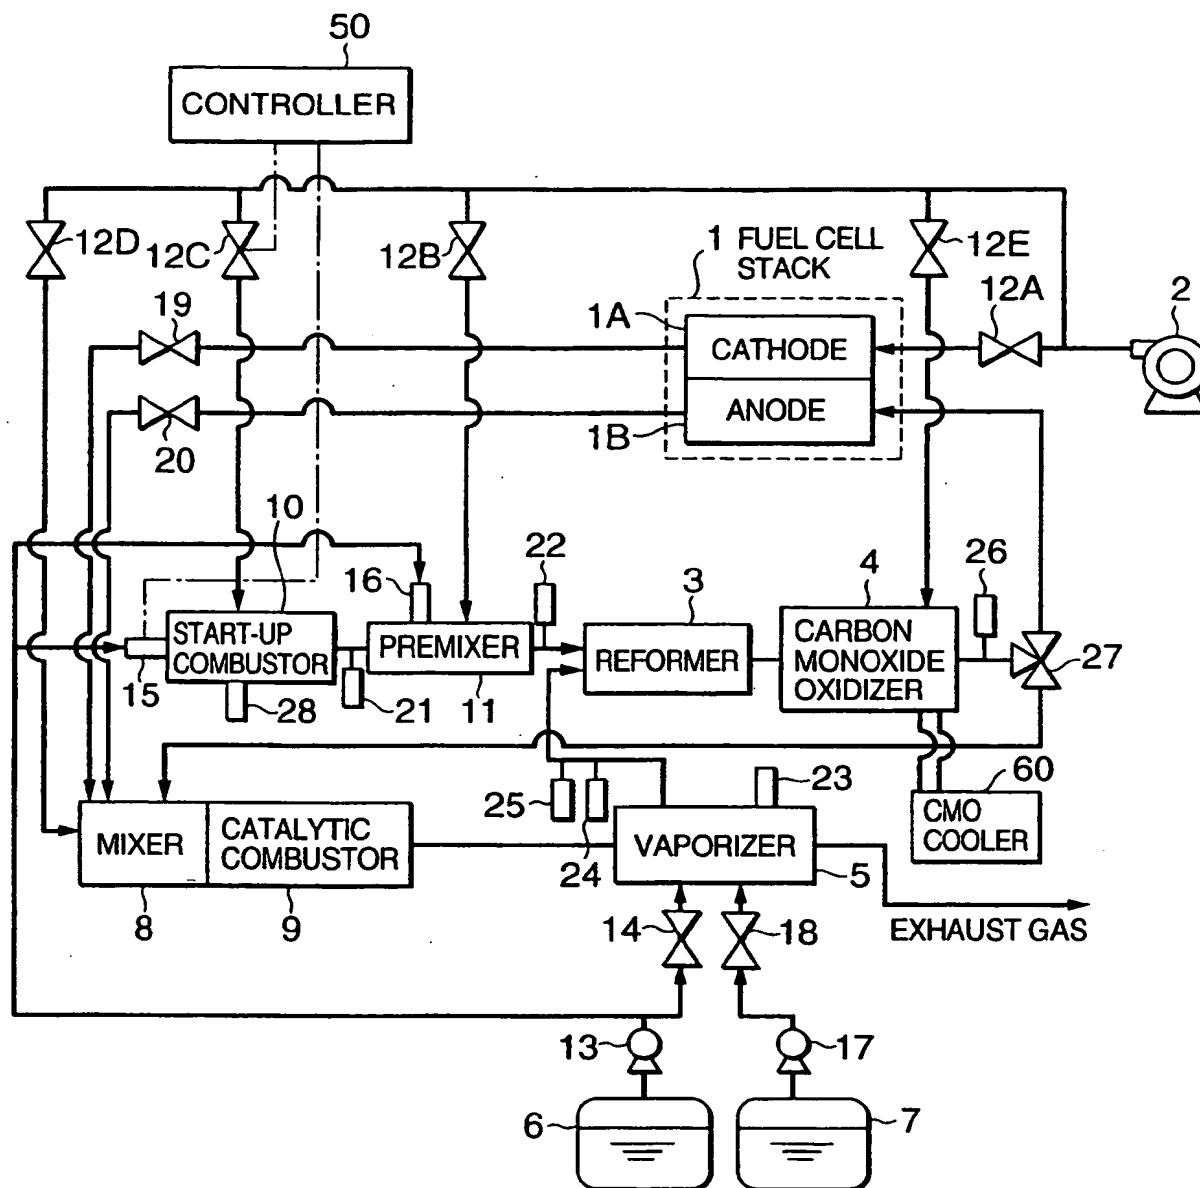 50
CONTROLLER
12D
12C
12B
1 FUEL CELL
STACK
12E
12A
2
19
1A
CATHODE
ANODE
1B
20
10
16
22
3
4
26
START-UP
COMBUSTOR
PREMIXER
REFORMER
CARBON
MONOXIDE
OXIDIZER
27
15
28
21
11
25
24
23
60
CMO
COOLER
MIXER
CATALYTIC
COMBUSTOR
VAPORIZER
5
8
9
14
18
EXHAUST GAS
13
17
6
7